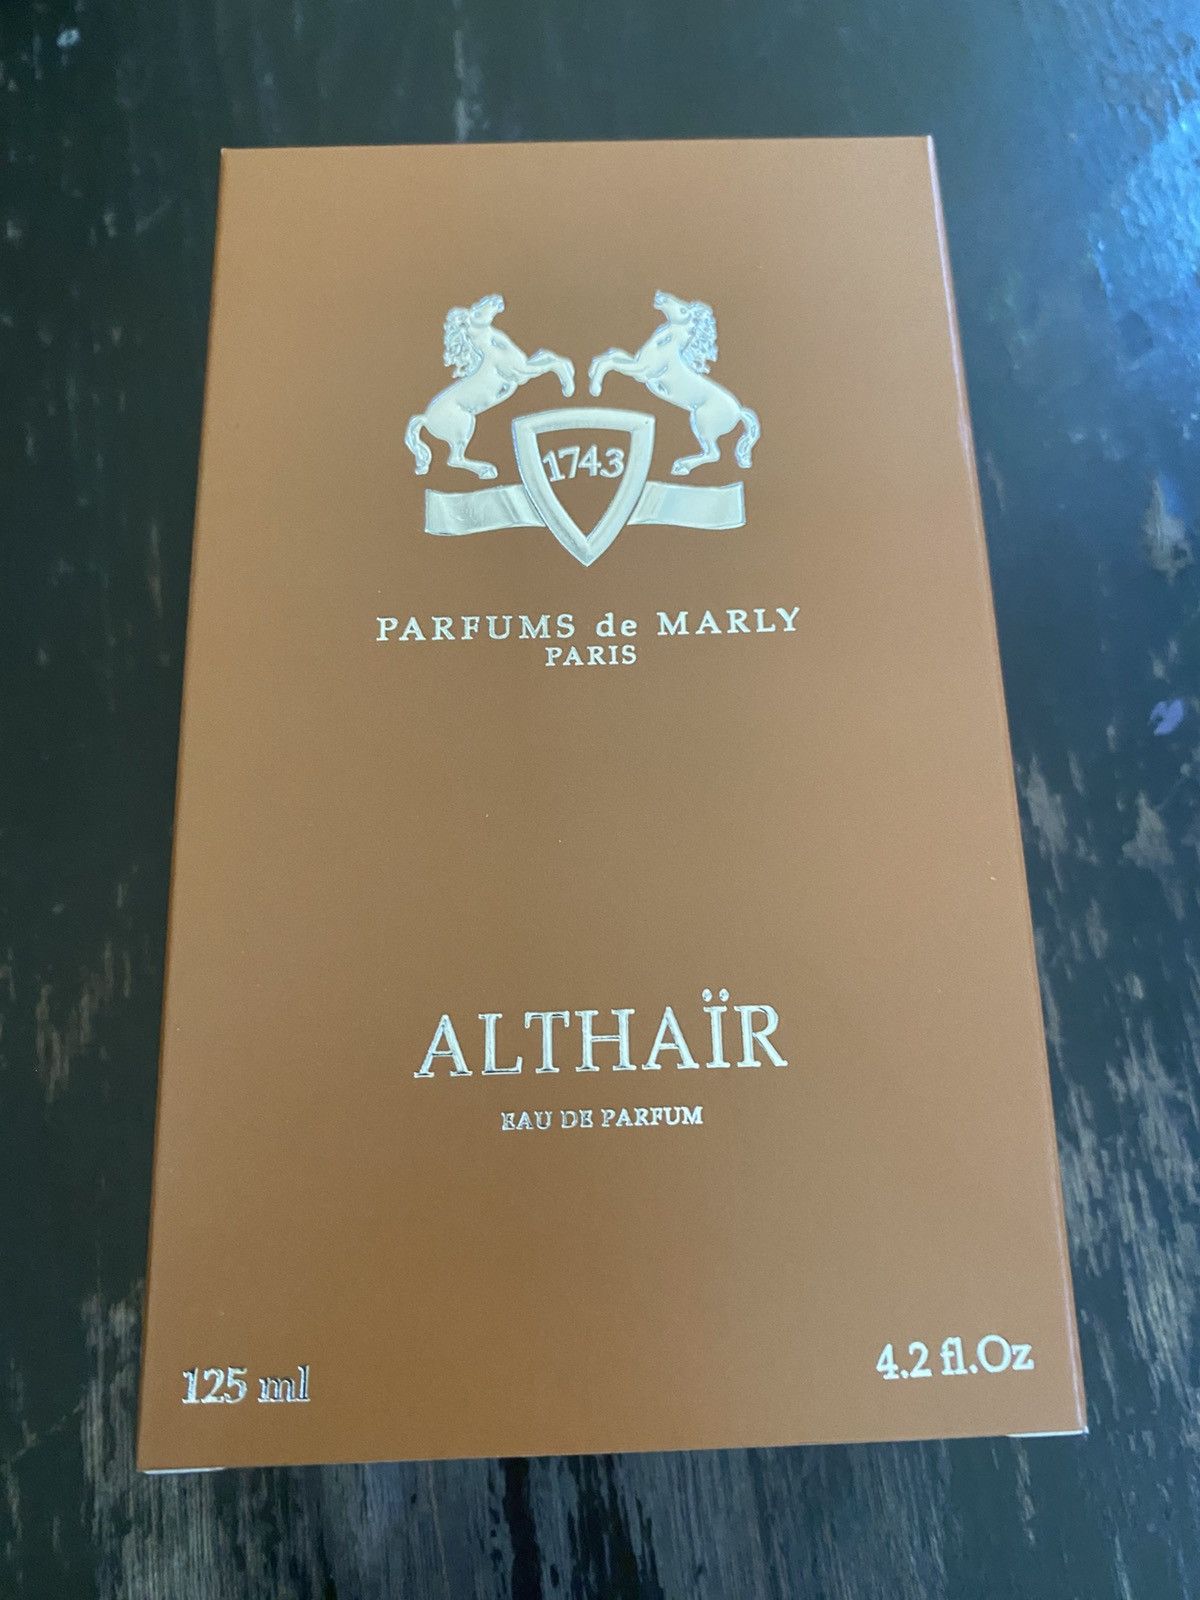 1743
PARFUMS de MARLY
PARIS
ALTHAÏR
EAU DE PARFUM
125 ml
4.2 fl.Oz